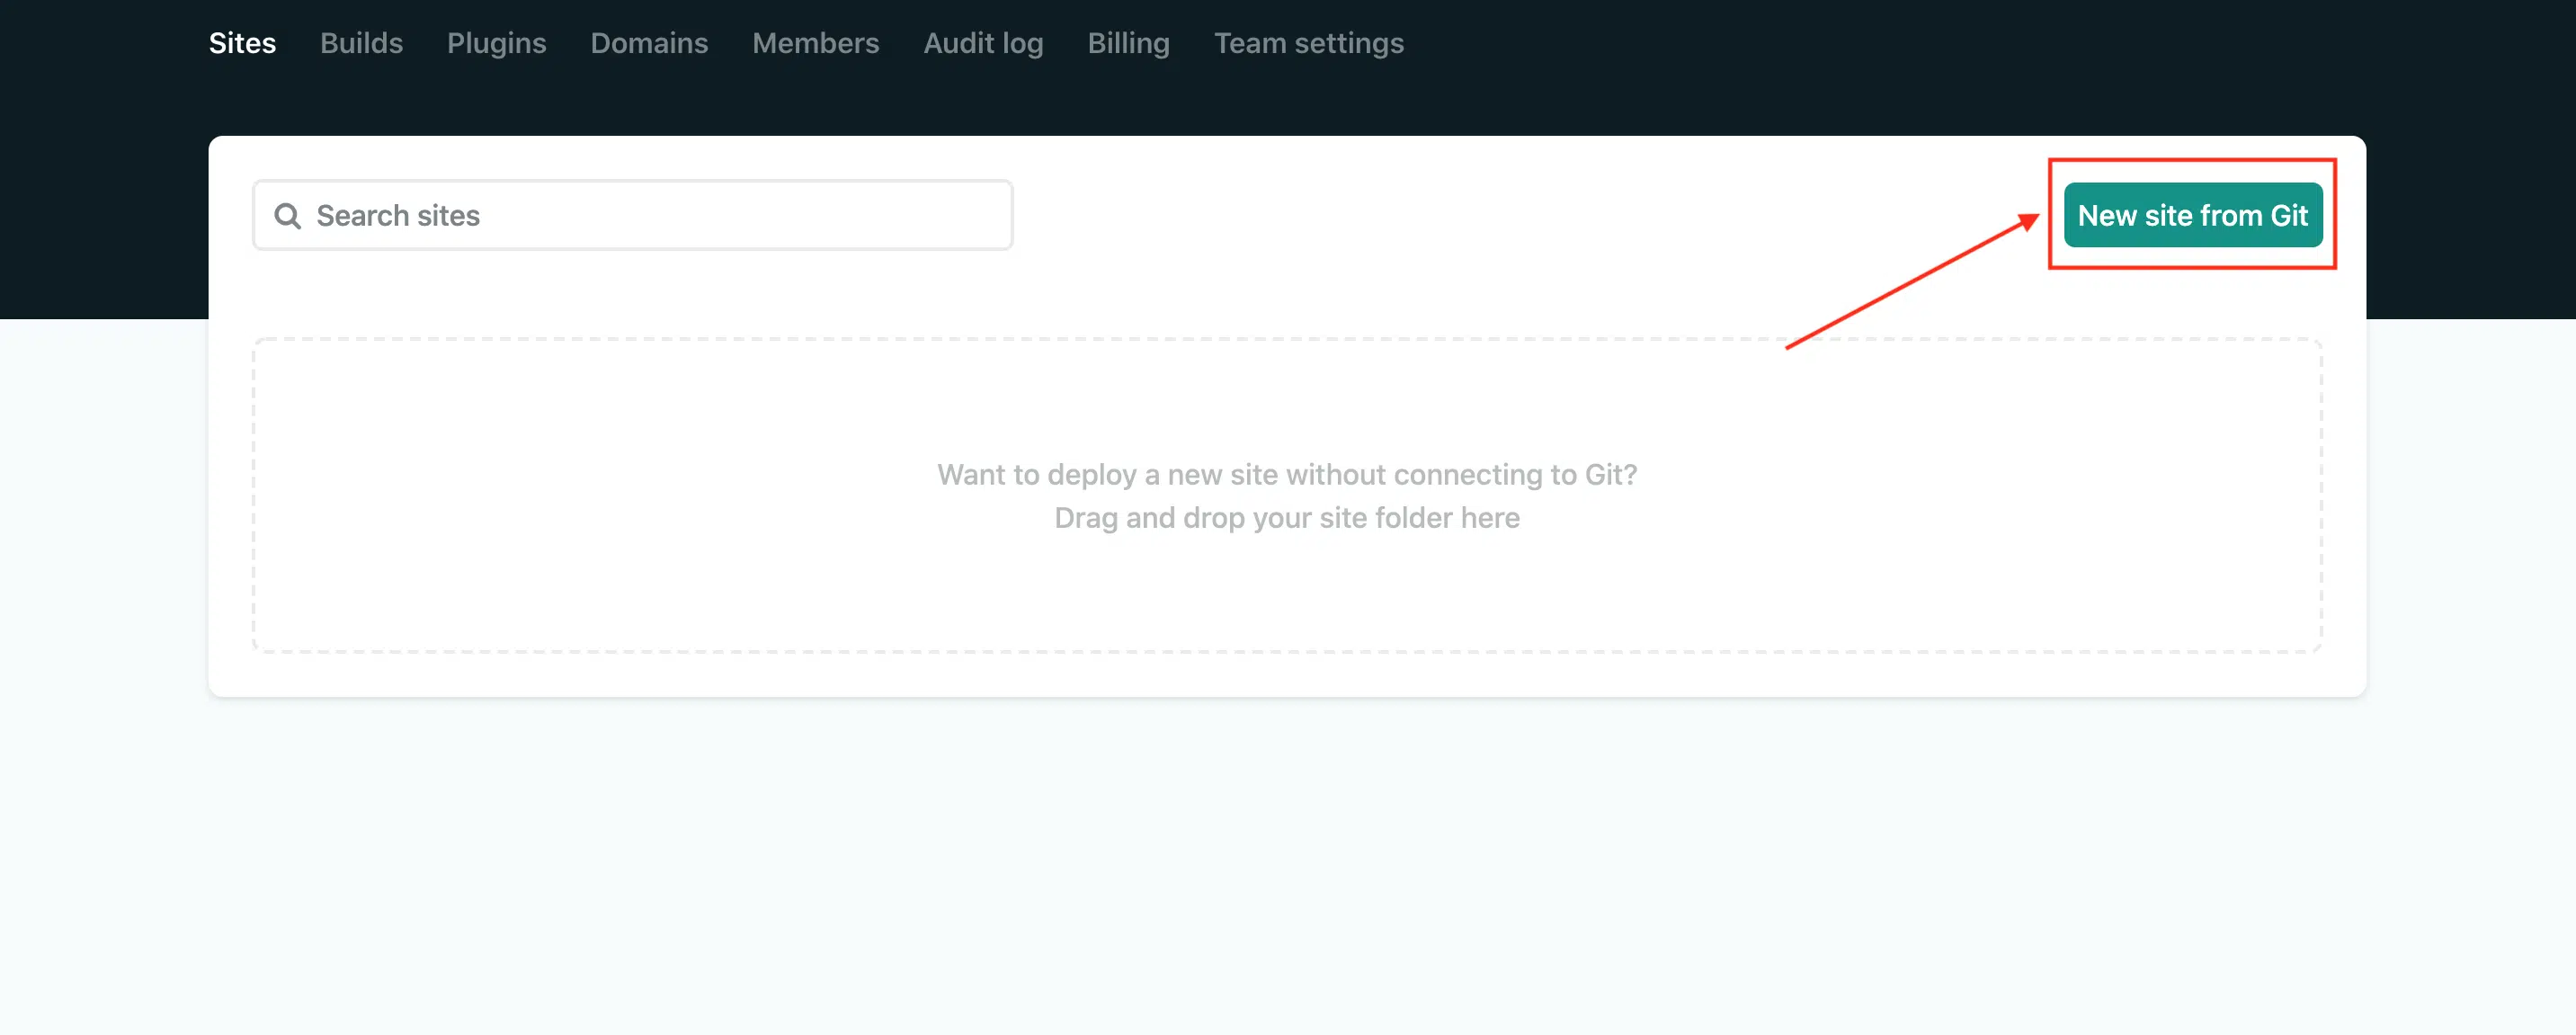 Sites Builds Plugins Domains Members Audit log Billing Team settings
Search sites
New site from Git
Want to deploy a new site without connecting to Git?
Drag and drop your site folder here